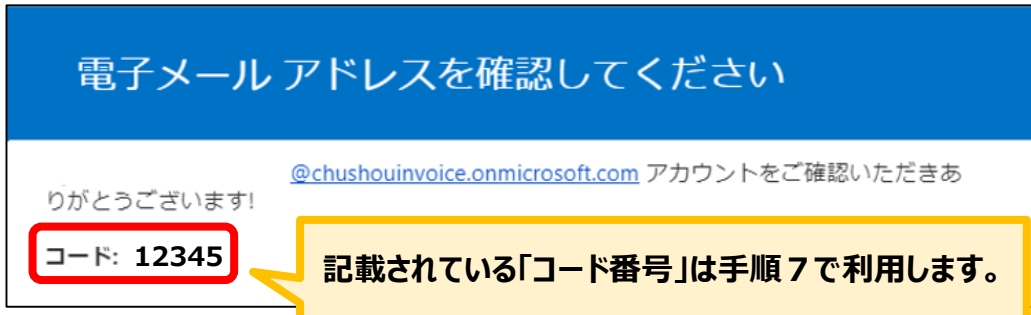 電子メール アドレスを確認してください
@chushouinvoice.onmicrosoft.com アカウントをご確認いただきあ
りがとうございます!
コード: 12345
記載されている「コード番号」は手順７で利用します。